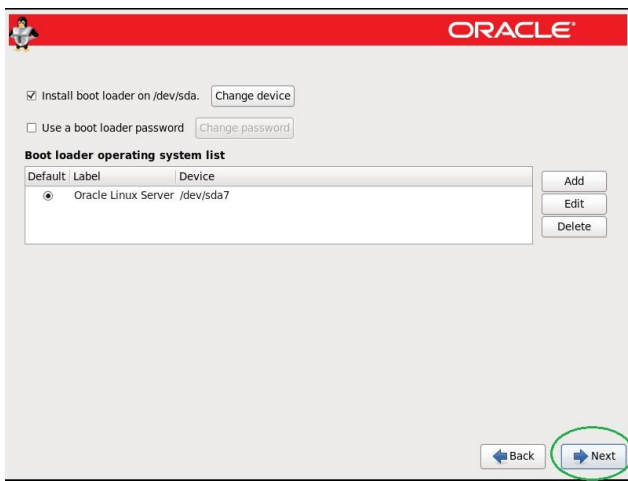 ORACLE®
Install boot loader on /dev/sda. Change device
Use a boot loader password Change password
Boot loader operating system list
Default Label Device
Oracle Linux Server /dev/sda7
Add
Edit
Delete
Back Next